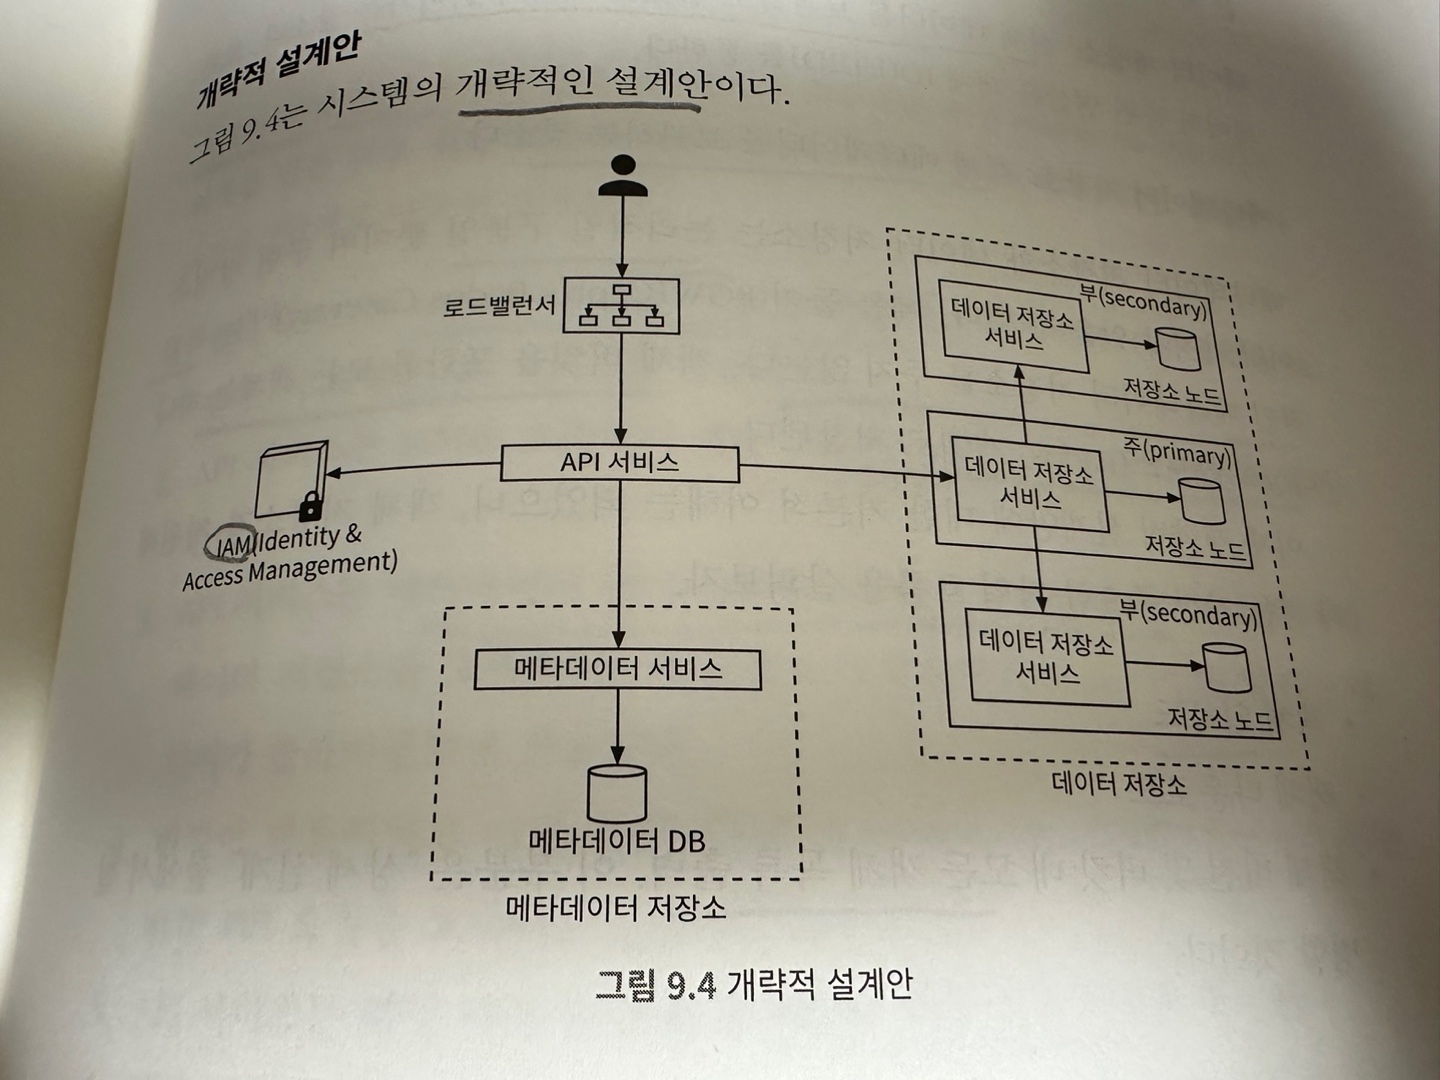 개략적 설계안
그림 9.4는 시스템의 개략적인 설계안이다.
로드밸런서
API 서비스
IAM(Identity &
Access Management)
메타데이터 서비스
메타데이터 DB
메타데이터 저장소
부(secondary)
데이터 저장소
서비스
저장소 노드
주(primary)
데이터 저장소
서비스
저장소 노드
부(secondary)
데이터 저장소
서비스
저장소 노드
데이터 저장소
그림 9.4 개략적 설계안